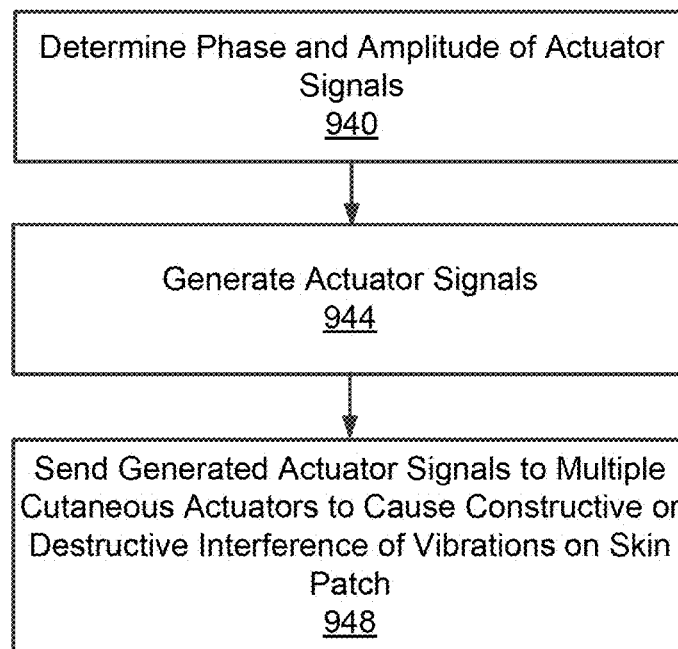 Determine Phase and Amplitude of Actuator
Signals
940
Generate Actuator Signals
944
Send Generated Actuator Signals to Multiple
Cutaneous Actuators to Cause Constructive or
Destructive Interference of Vibrations on Skin
Patch
948